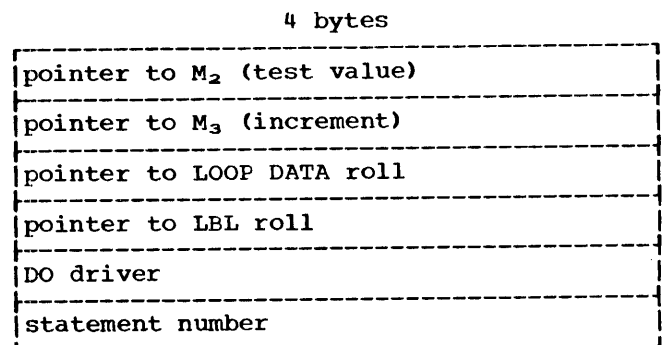 4 bytes
pointer to M₂ (test value)
pointer to M₃ (increment)
pointer to LOOP DATA roll
pointer to LBL roll
DO driver
statement number